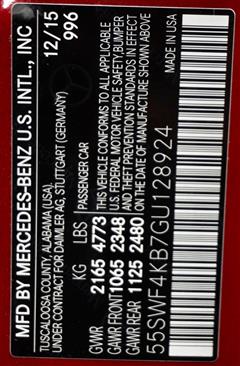 MFD BY MERCEDES-BENZ U.S. INTL., INC
TUSCALOOSA COUNTY, ALABAMA (USA)
UNDER CONTRACT FOR DAIMLER AG, STUTTGART (GERMANY)
12/15
996
KG LBS
GVWR 2165 4773
GAWR FRONT 1065 2348
GAWR REAR 1125 2480
PASSENGER CAR
THIS VEHICLE CONFORMS TO ALL APPLICABLE
U.S. FEDERAL MOTOR VEHICLE SAFETY, BUMPER
AND THEFT PREVENTION STANDARDS IN EFFECT
ON THE DATE OF MANUFACTURE SHOWN ABOVE
55SWF4KB7GU128924
MADE IN USA